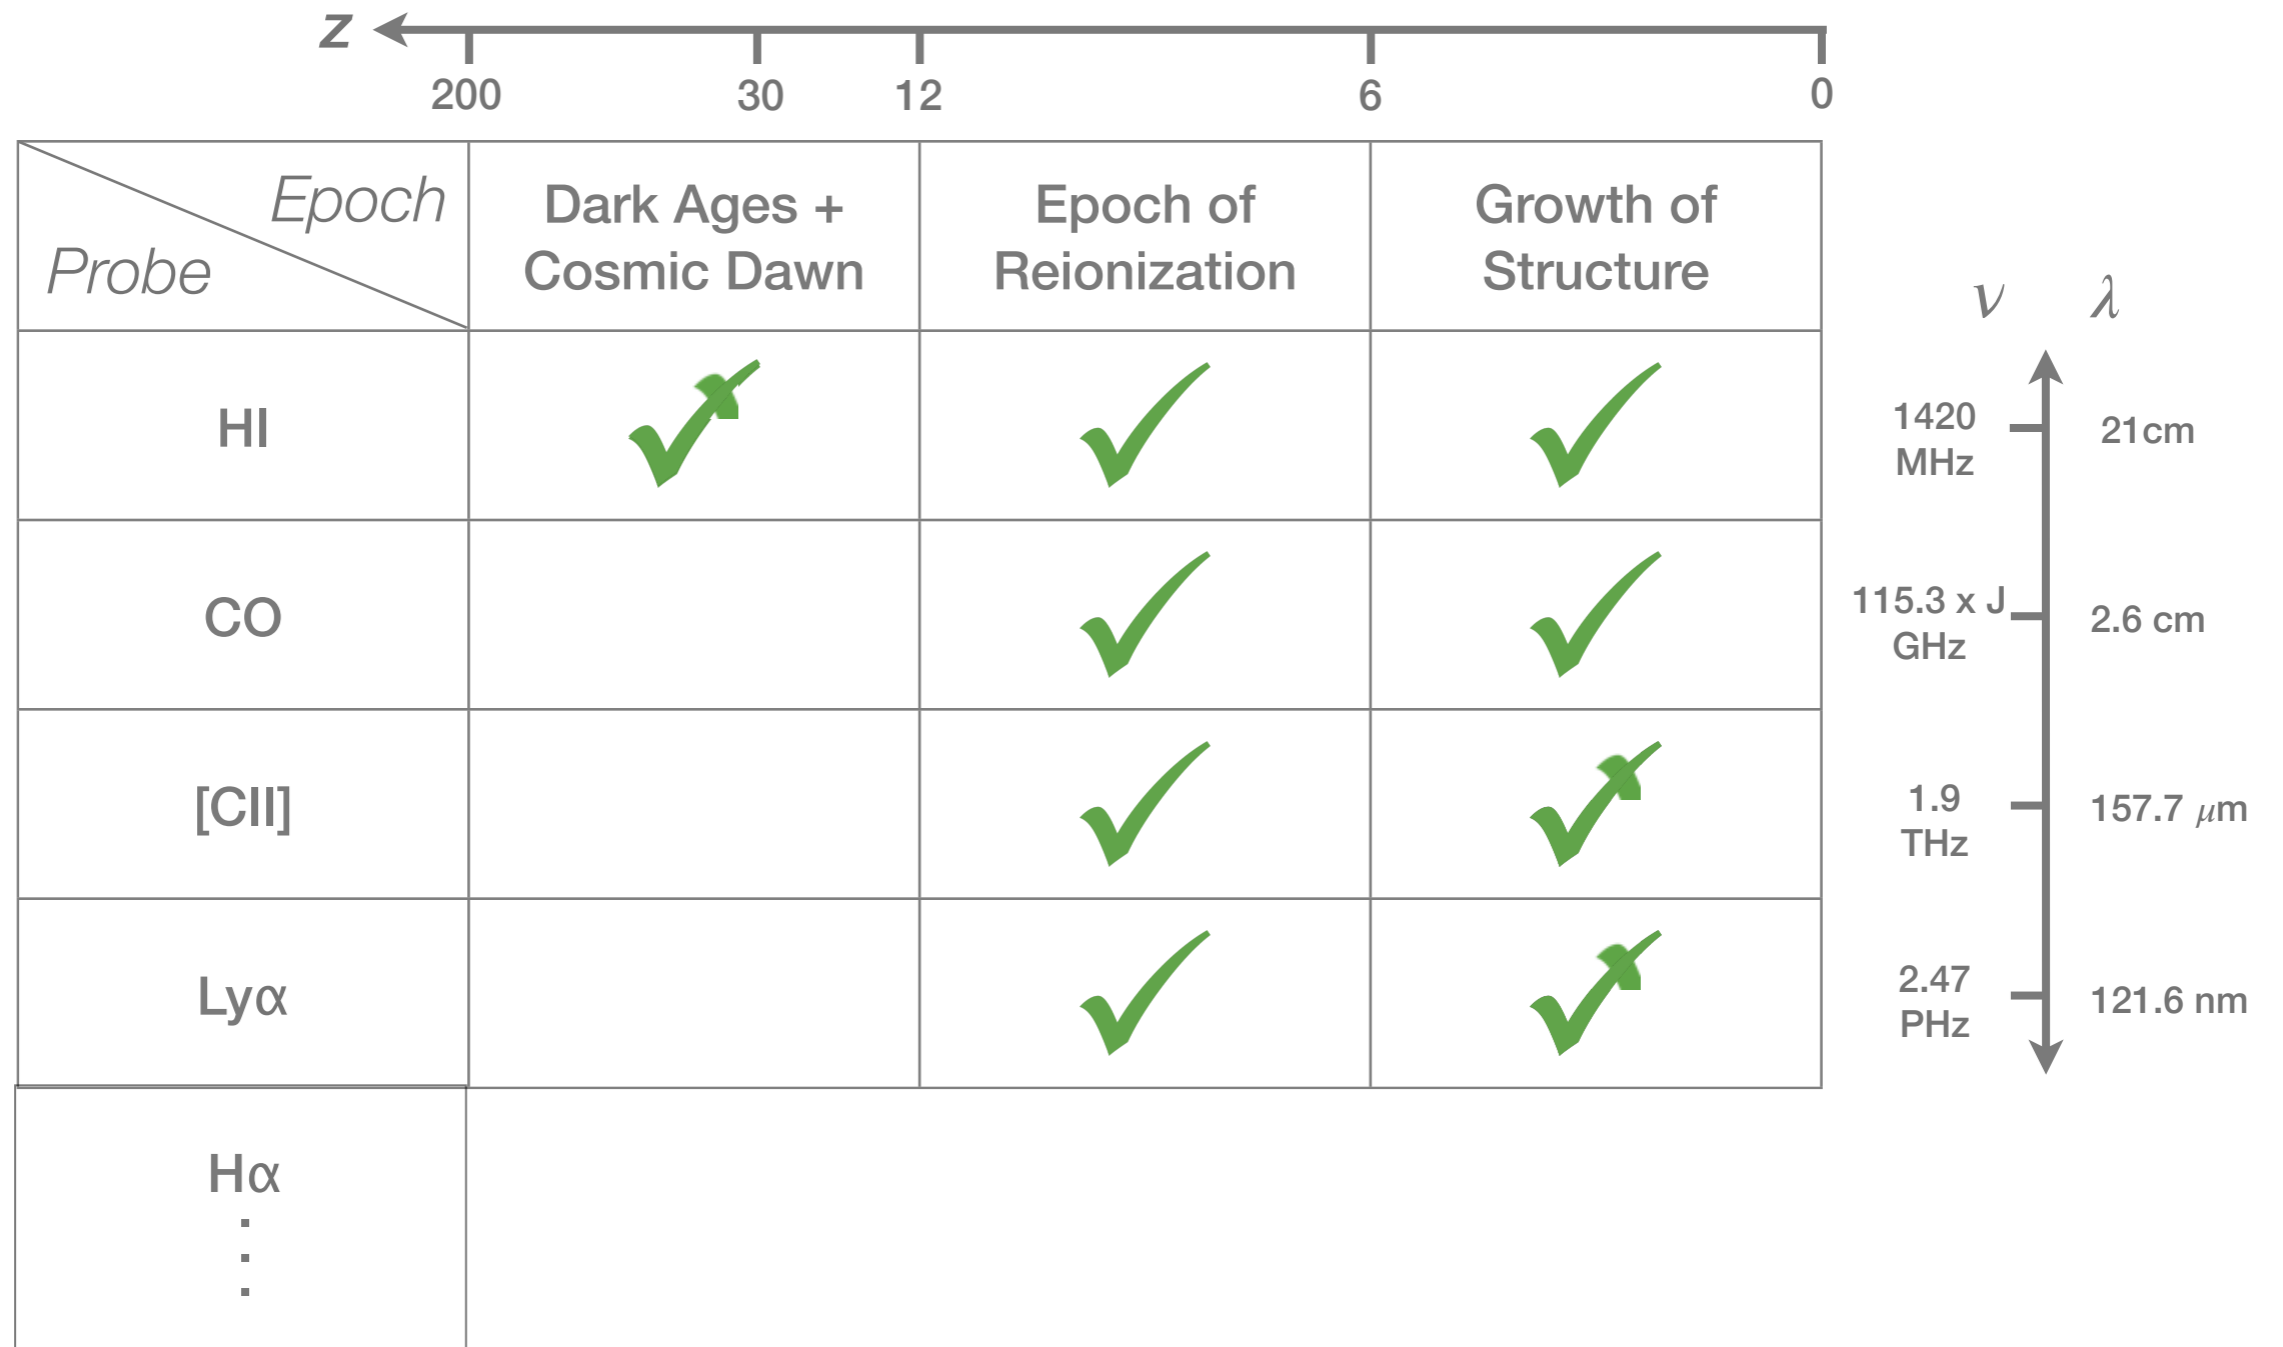 z
200 30 12 6 0
Epoch
Probe
Dark Ages +
Cosmic Dawn
Epoch of
Reionization
Growth of
Structure
ν λ
HI
1420
MHz
21cm
CO
115.3 x J
GHz
2.6 cm
[CII]
1.9
THz
157.7 μm
Lyα
2.47
PHz
121.6 nm
Hα